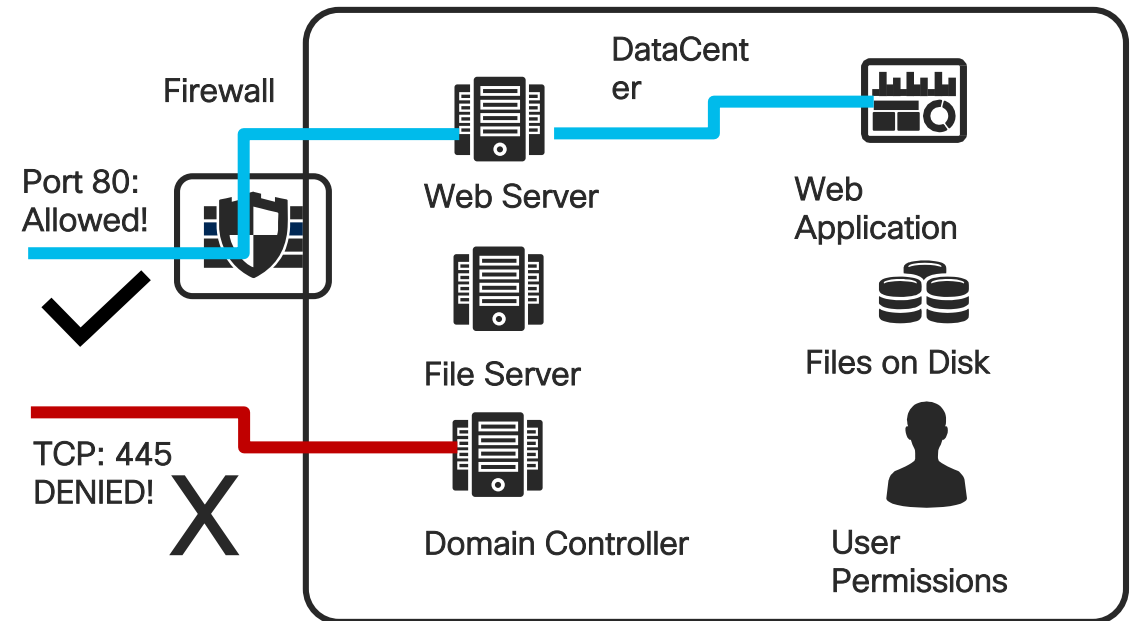 DataCent
er
Firewall
Port 80:
Allowed!
Web Server
Web
Application
File Server
Files on Disk
TCP: 445
DENIED!
X
Domain Controller
User
Permissions